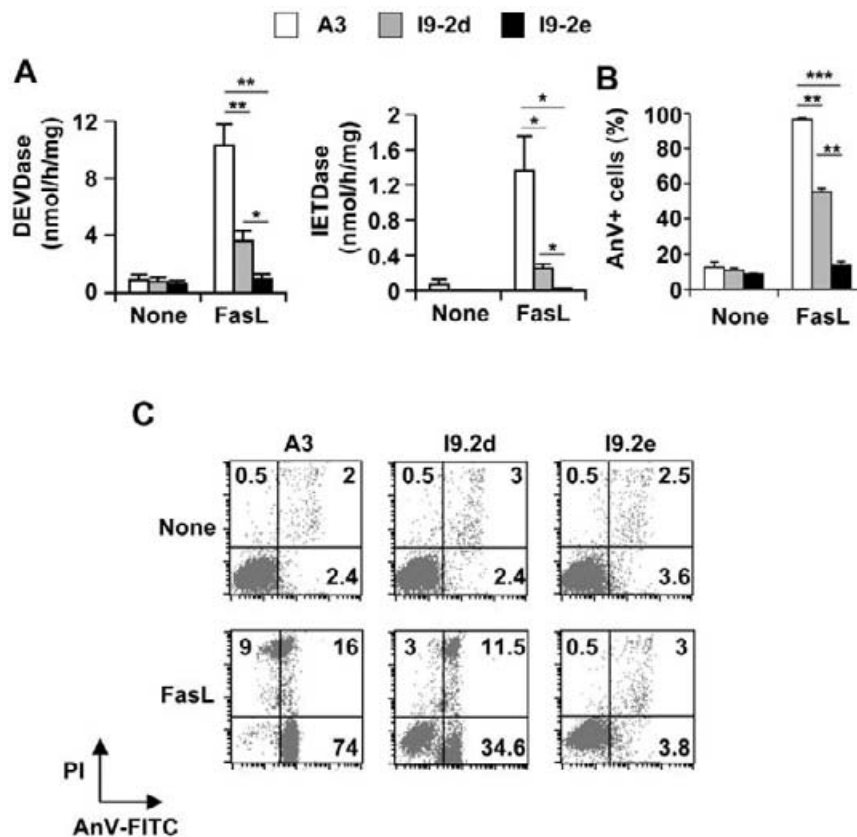 A3 I9-2d I9-2e
A
DEVDase
(nmol/h/mg)
12
8
4
0
** 
**
*
None FasL
IETDase
(nmol/h/mg)
2
1.6
1.2
0.8
0.4
0
*
*
*
None FasL
B
AnV+ cells (%)
100
80
60
40
20
0
***
**
**
None FasL
C
A3 I9.2d I9.2e
None
0.5 2
2.4
0.5 3
2.4
0.5 2.5
3.6
FasL
9 16
74
3 11.5
34.6
0.5 3
3.8
PI
AnV-FITC